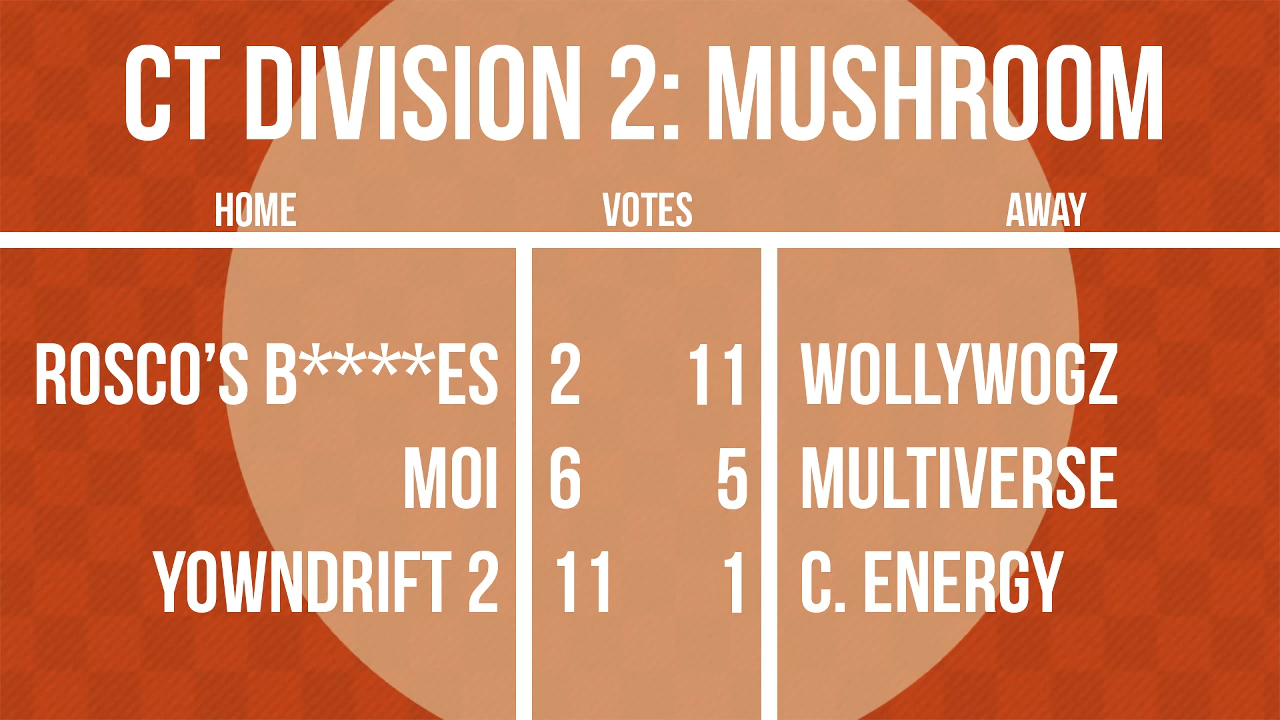 CT DIVISION 2: MUSHROOM
HOME VOTES AWAY
ROSCO'S B****ES 2 11 WOLLYWOGZ
MOI 6 5 MULTIVERSE
YOWNDRIFT 2 11 1 C. ENERGY